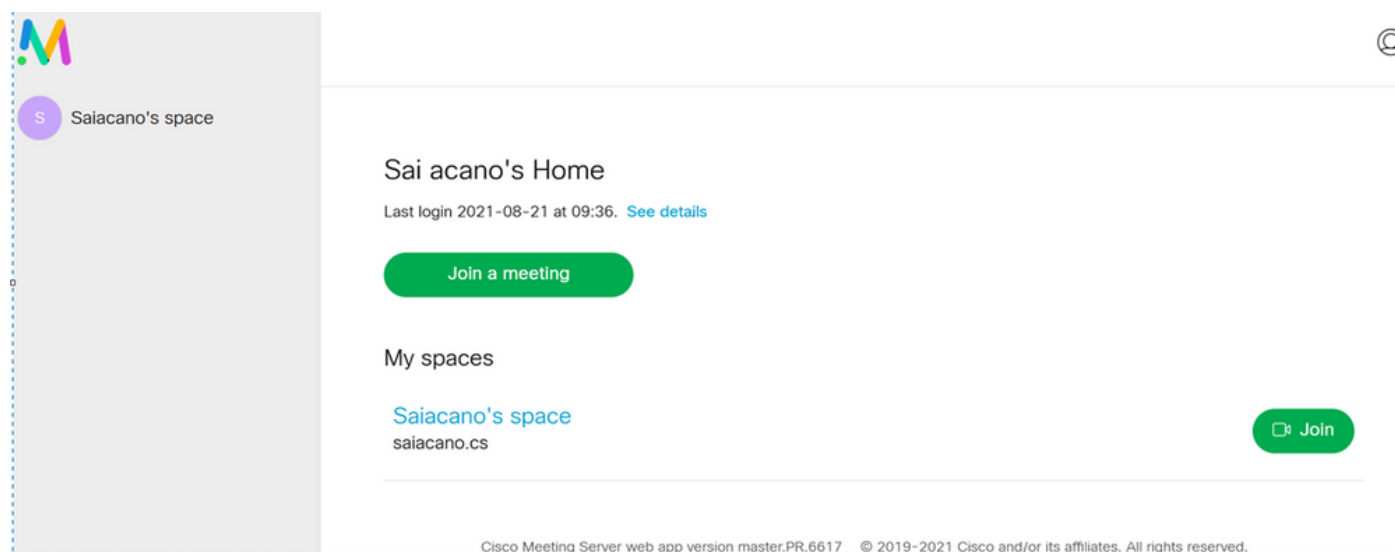 S Saiacano's space
Sai acano's Home
Last login 2021-08-21 at 09:36. See details
Join a meeting
My spaces
Saiacano's space
saiacano.cs
Join
Cisco Meeting Server web app version master.PR.6617 © 2019-2021 Cisco and/or its affiliates. All rights reserved.